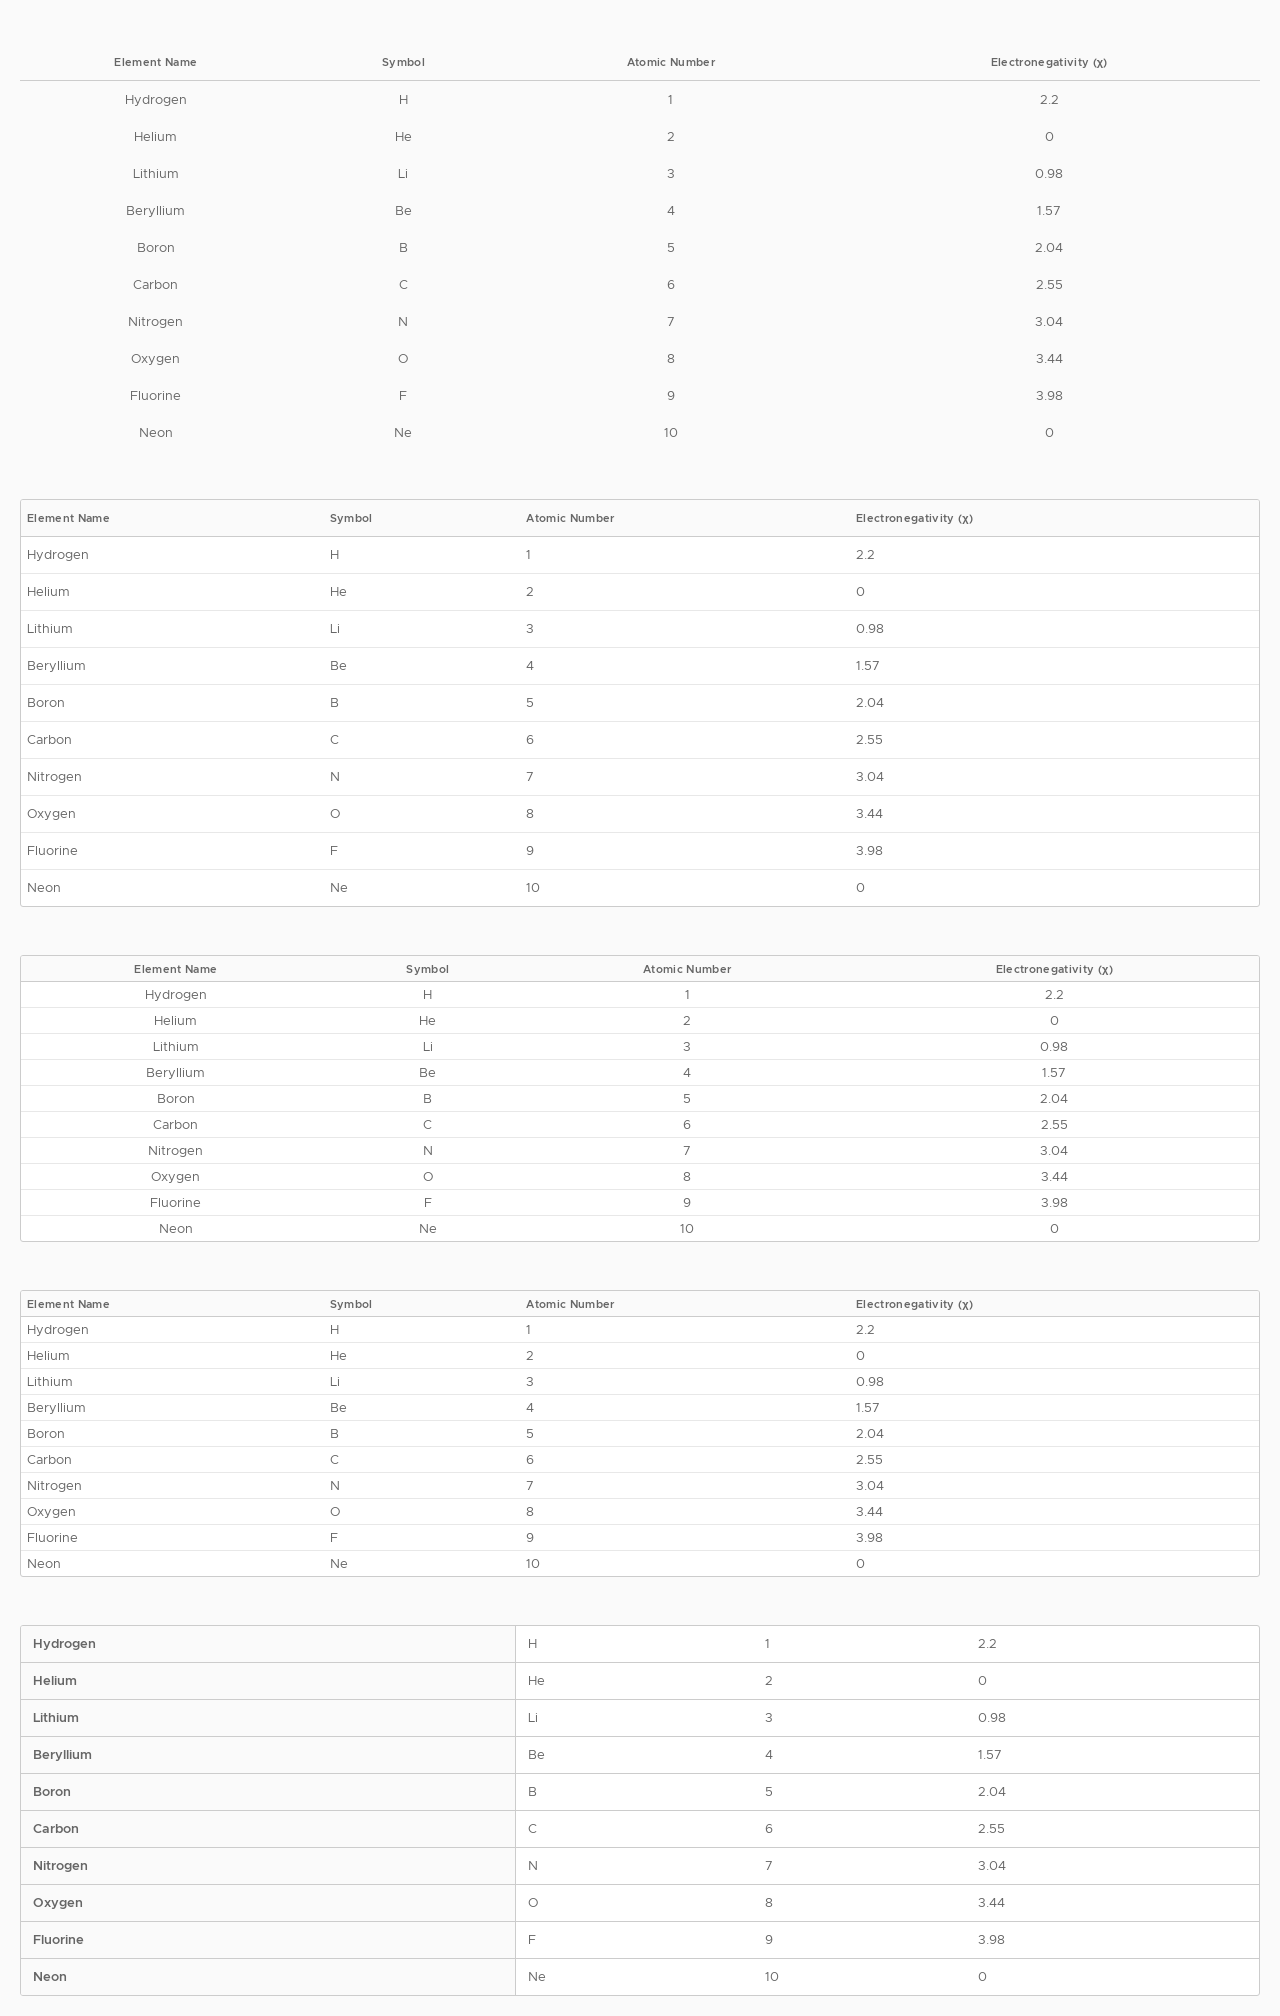 Element Name Symbol Atomic Number Electronegativity (χ)
Hydrogen H 1 2.2
Helium He 2 0
Lithium Li 3 0.98
Beryllium Be 4 1.57
Boron B 5 2.04
Carbon C 6 2.55
Nitrogen N 7 3.04
Oxygen O 8 3.44
Fluorine F 9 3.98
Neon Ne 10 0
Element Name Symbol Atomic Number Electronegativity (χ)
Hydrogen H 1 2.2
Helium He 2 0
Lithium Li 3 0.98
Beryllium Be 4 1.57
Boron B 5 2.04
Carbon C 6 2.55
Nitrogen N 7 3.04
Oxygen O 8 3.44
Fluorine F 9 3.98
Neon Ne 10 0
Element Name Symbol Atomic Number Electronegativity (χ)
Hydrogen H 1 2.2
Helium He 2 0
Lithium Li 3 0.98
Beryllium Be 4 1.57
Boron B 5 2.04
Carbon C 6 2.55
Nitrogen N 7 3.04
Oxygen O 8 3.44
Fluorine F 9 3.98
Neon Ne 10 0
Element Name Symbol Atomic Number Electronegativity (χ)
Hydrogen H 1 2.2
Helium He 2 0
Lithium Li 3 0.98
Beryllium Be 4 1.57
Boron B 5 2.04
Carbon C 6 2.55
Nitrogen N 7 3.04
Oxygen O 8 3.44
Fluorine F 9 3.98
Neon Ne 10 0
Hydrogen H 1 2.2
Helium He 2 0
Lithium Li 3 0.98
Beryllium Be 4 1.57
Boron B 5 2.04
Carbon C 6 2.55
Nitrogen N 7 3.04
Oxygen O 8 3.44
Fluorine F 9 3.98
Neon Ne 10 0